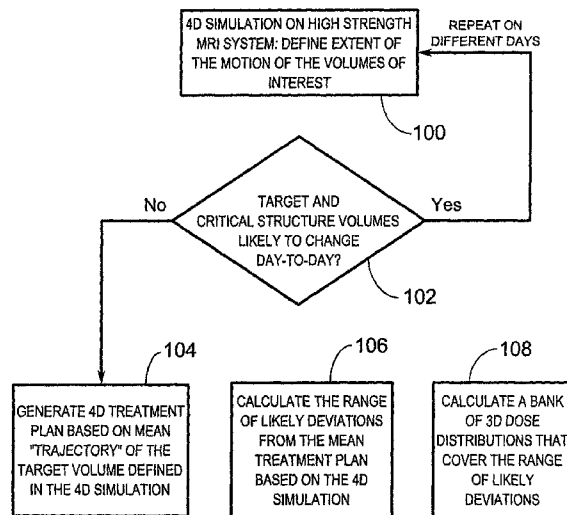 4D SIMULATION ON HIGH STRENGTH
MRI SYSTEM: DEFINE EXTENT OF
THE MOTION OF THE VOLUMES OF
INTEREST
REPEAT ON
DIFFERENT DAYS
100
No
TARGET AND
CRITICAL STRUCTURE VOLUMES
LIKELY TO CHANGE
DAY-TO-DAY?
Yes
102
104
GENERATE 4D TREATMENT
PLAN BASED ON MEAN
"TRAJECTORY" OF THE
TARGET VOLUME DEFINED
IN THE 4D SIMULATION
106
CALCULATE THE RANGE
OF LIKELY DEVIATIONS
FROM THE MEAN
TREATMENT PLAN
BASED ON THE 4D
SIMULATION
108
CALCULATE A BANK
OF 3D DOSE
DISTRIBUTIONS THAT
COVER THE RANGE
OF LIKELY
DEVIATIONS